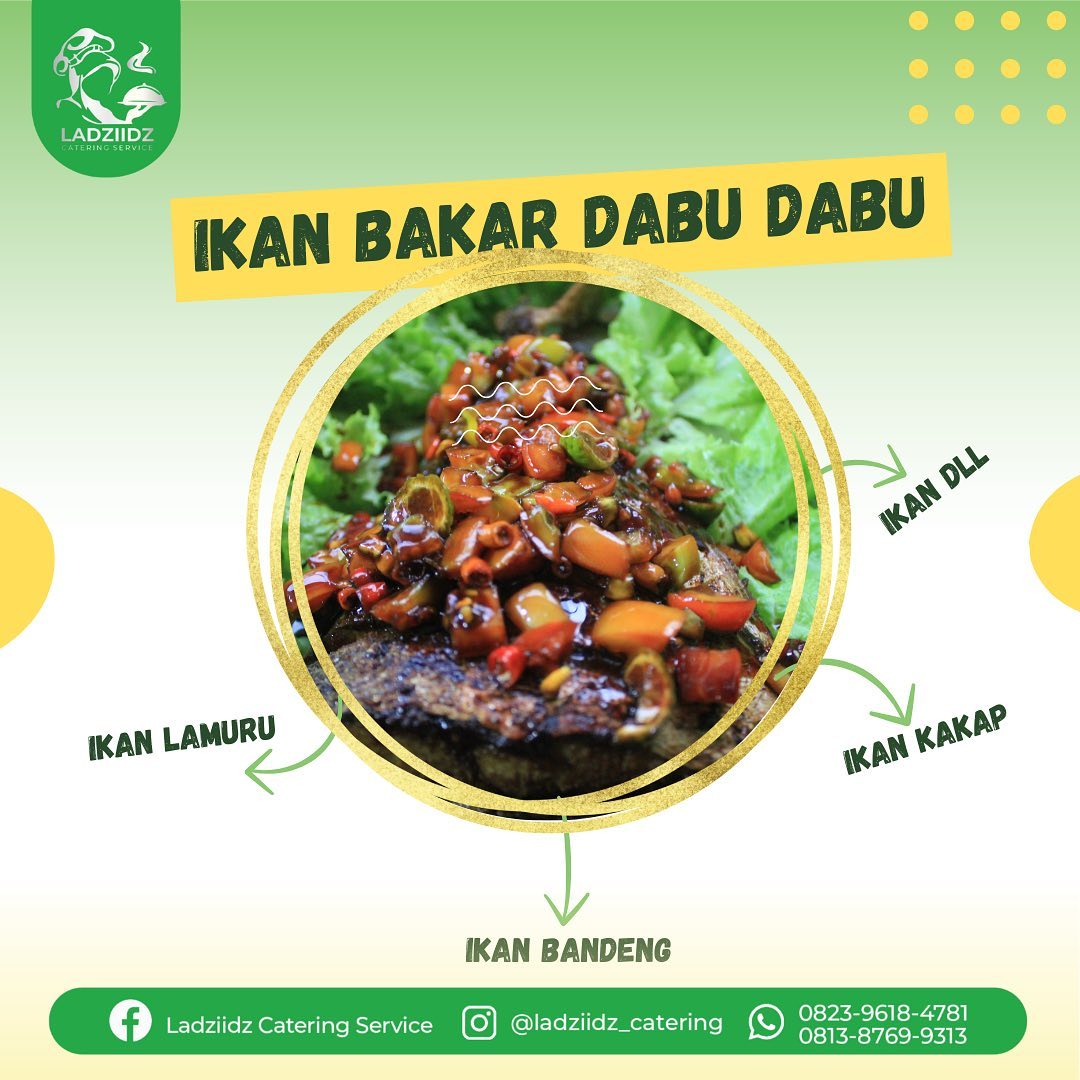 LADZIIDZ
CATERING SERVICE
IKAN BAKAR DABU DABU
IKAN DLL
IKAN LAMURU
IKAN KAKAP
IKAN BANDENG
Ladziidz Catering Service
@ladziidz_catering
0823-9618-4781
0813-8769-9313